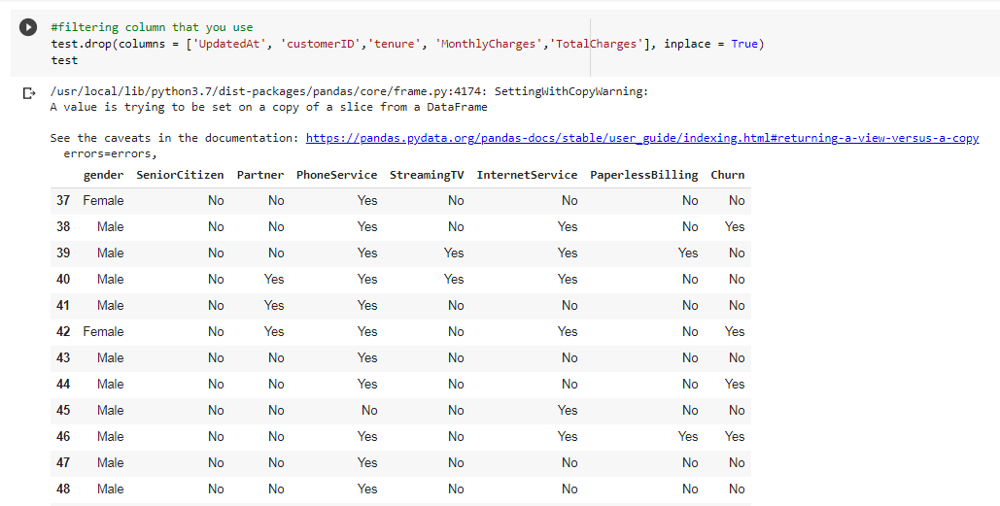 #filtering column that you use
test.drop(columns = ['UpdatedAt', 'customerID','tenure', 'MonthlyCharges','TotalCharges'], inplace = True)
test
/usr/local/lib/python3.7/dist-packages/pandas/core/frame.py:4174: SettingWithCopyWarning:
A value is trying to be set on a copy of a slice from a DataFrame
See the caveats in the documentation: https://pandas.pydata.org/pandas-docs/stable/user_guide/indexing.html#returning-a-view-versus-a-copy
errors=errors,
gender SeniorCitizen Partner PhoneService StreamingTV InternetService PaperlessBilling Churn
37 Female No No Yes No No No No
38 Male No No Yes No Yes No Yes
39 Male No No Yes Yes Yes Yes No
40 Male No Yes Yes Yes Yes No No
41 Male No Yes Yes No No No No
42 Female No Yes Yes No Yes No Yes
43 Male No No Yes No No No No
44 Male No No Yes No No No Yes
45 Male No No No No Yes No No
46 Male No No Yes No Yes Yes Yes
47 Male No No Yes No No No No
48 Male No No Yes No No No No